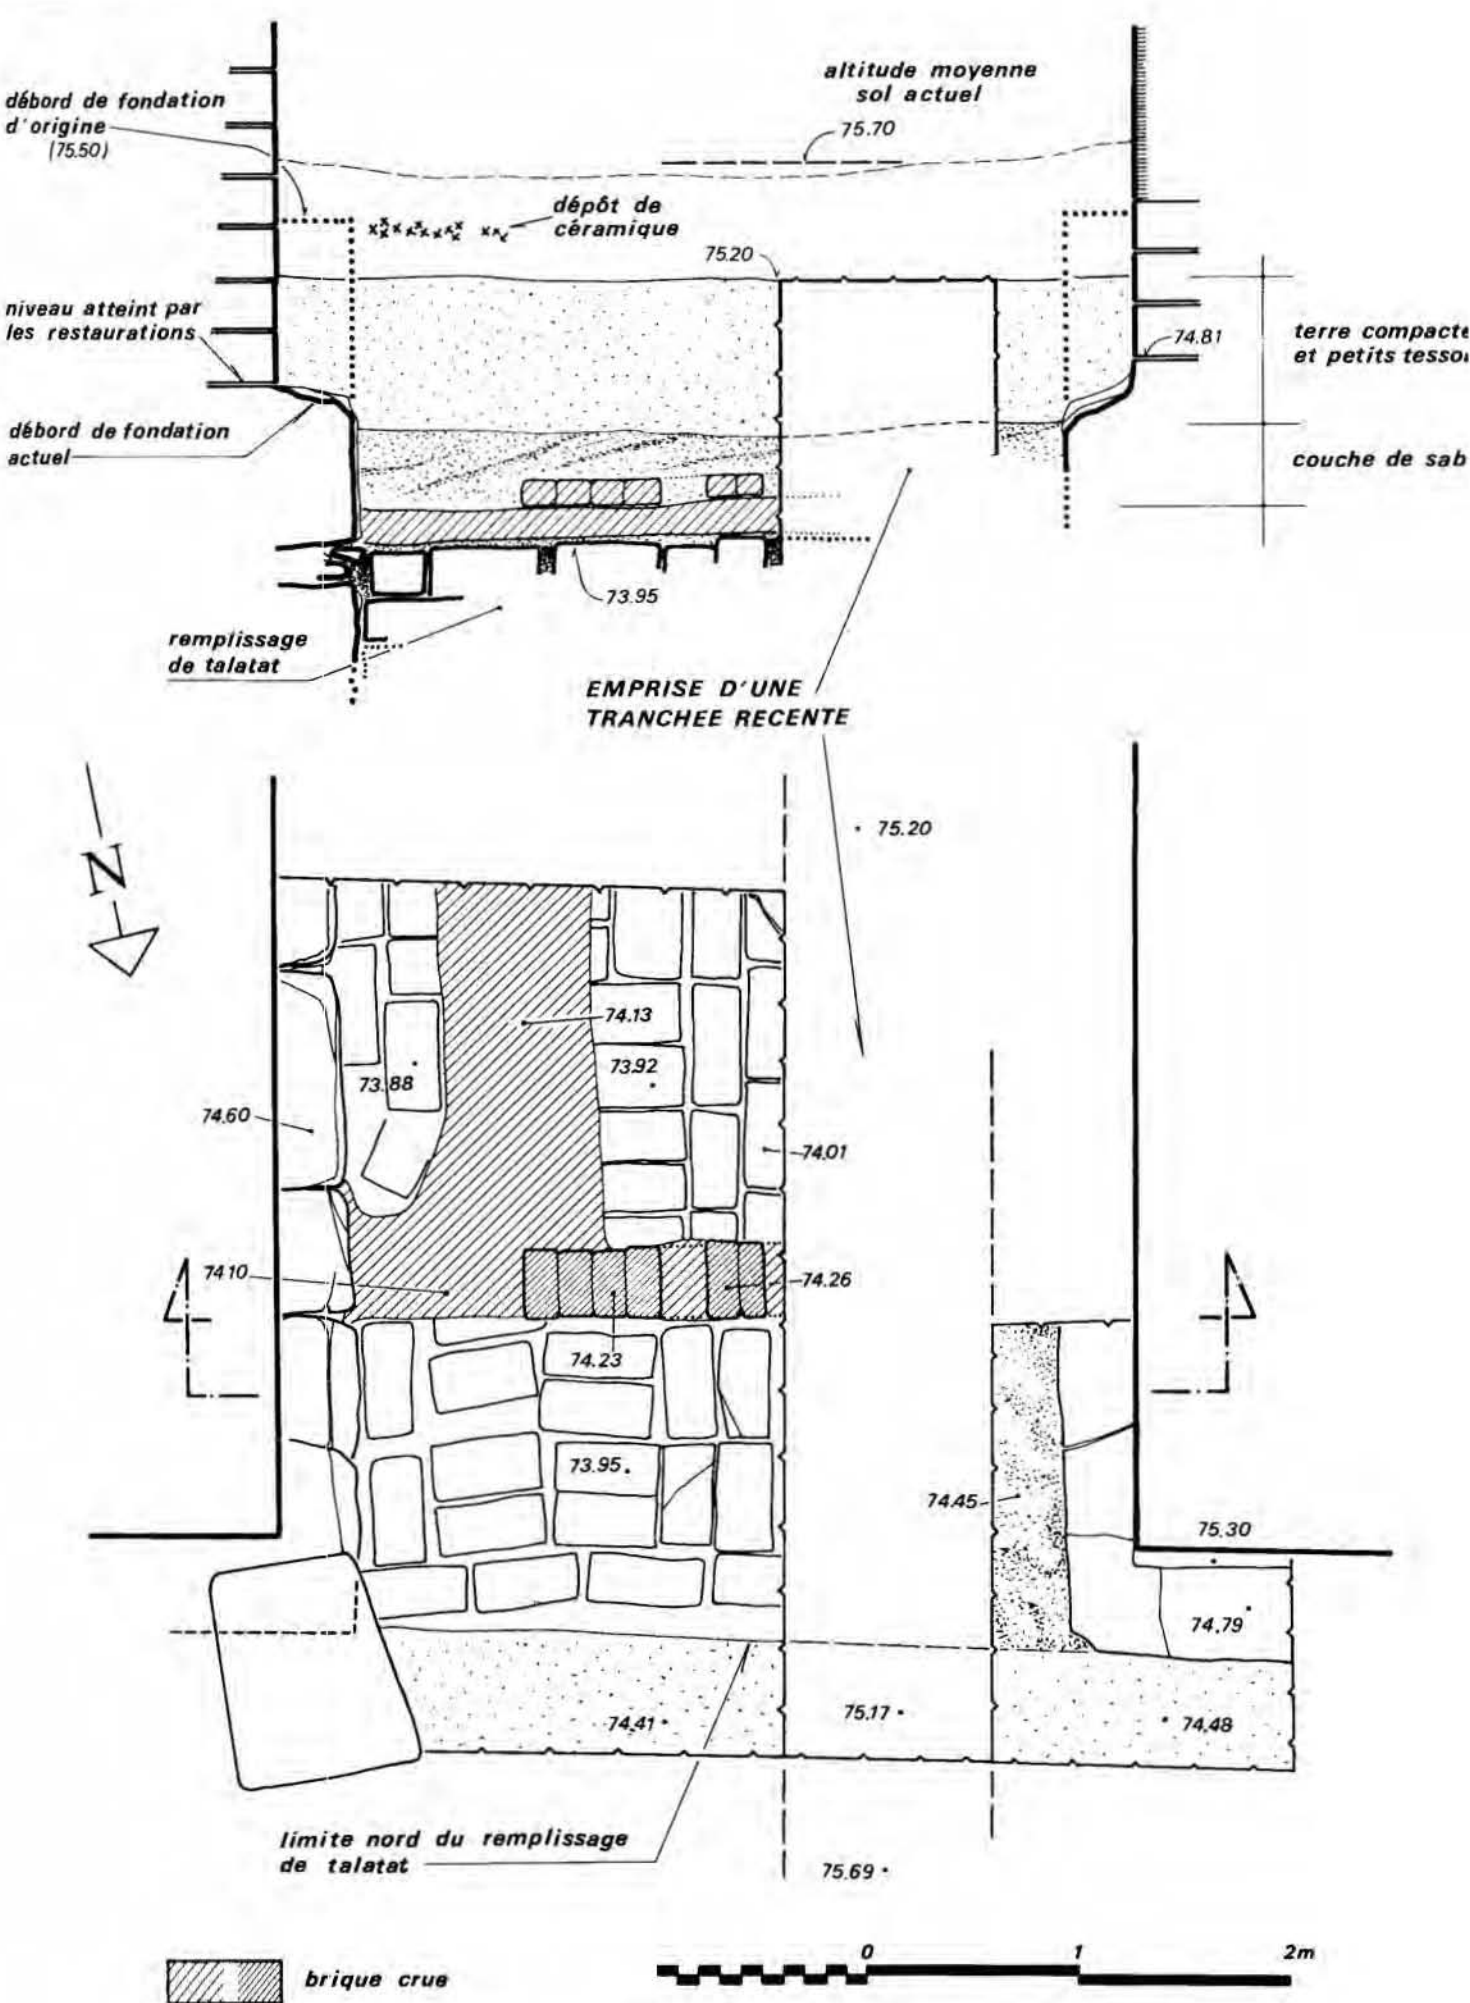 altitude moyenne
sol actuel
75.70
débord de fondation
d'origine
(75.50)
dépôt de
céramique
75.20
niveau atteint par
les restaurations
74.81
terre compacte
et petits
débord de fondation
actuel
couche de
73.95
remplissage
de talatat
EMPRISE D'UNE
TRANCHEE RECENTE
75.20
N
74.13
73.92
73.88
74.60
74.01
74.10
74.26
74.23
73.95
74.45
75.30
74.79
75.17
74.41
74.48
limite nord du remplissage
de talatat
75.69
0 1 2m
brique crue